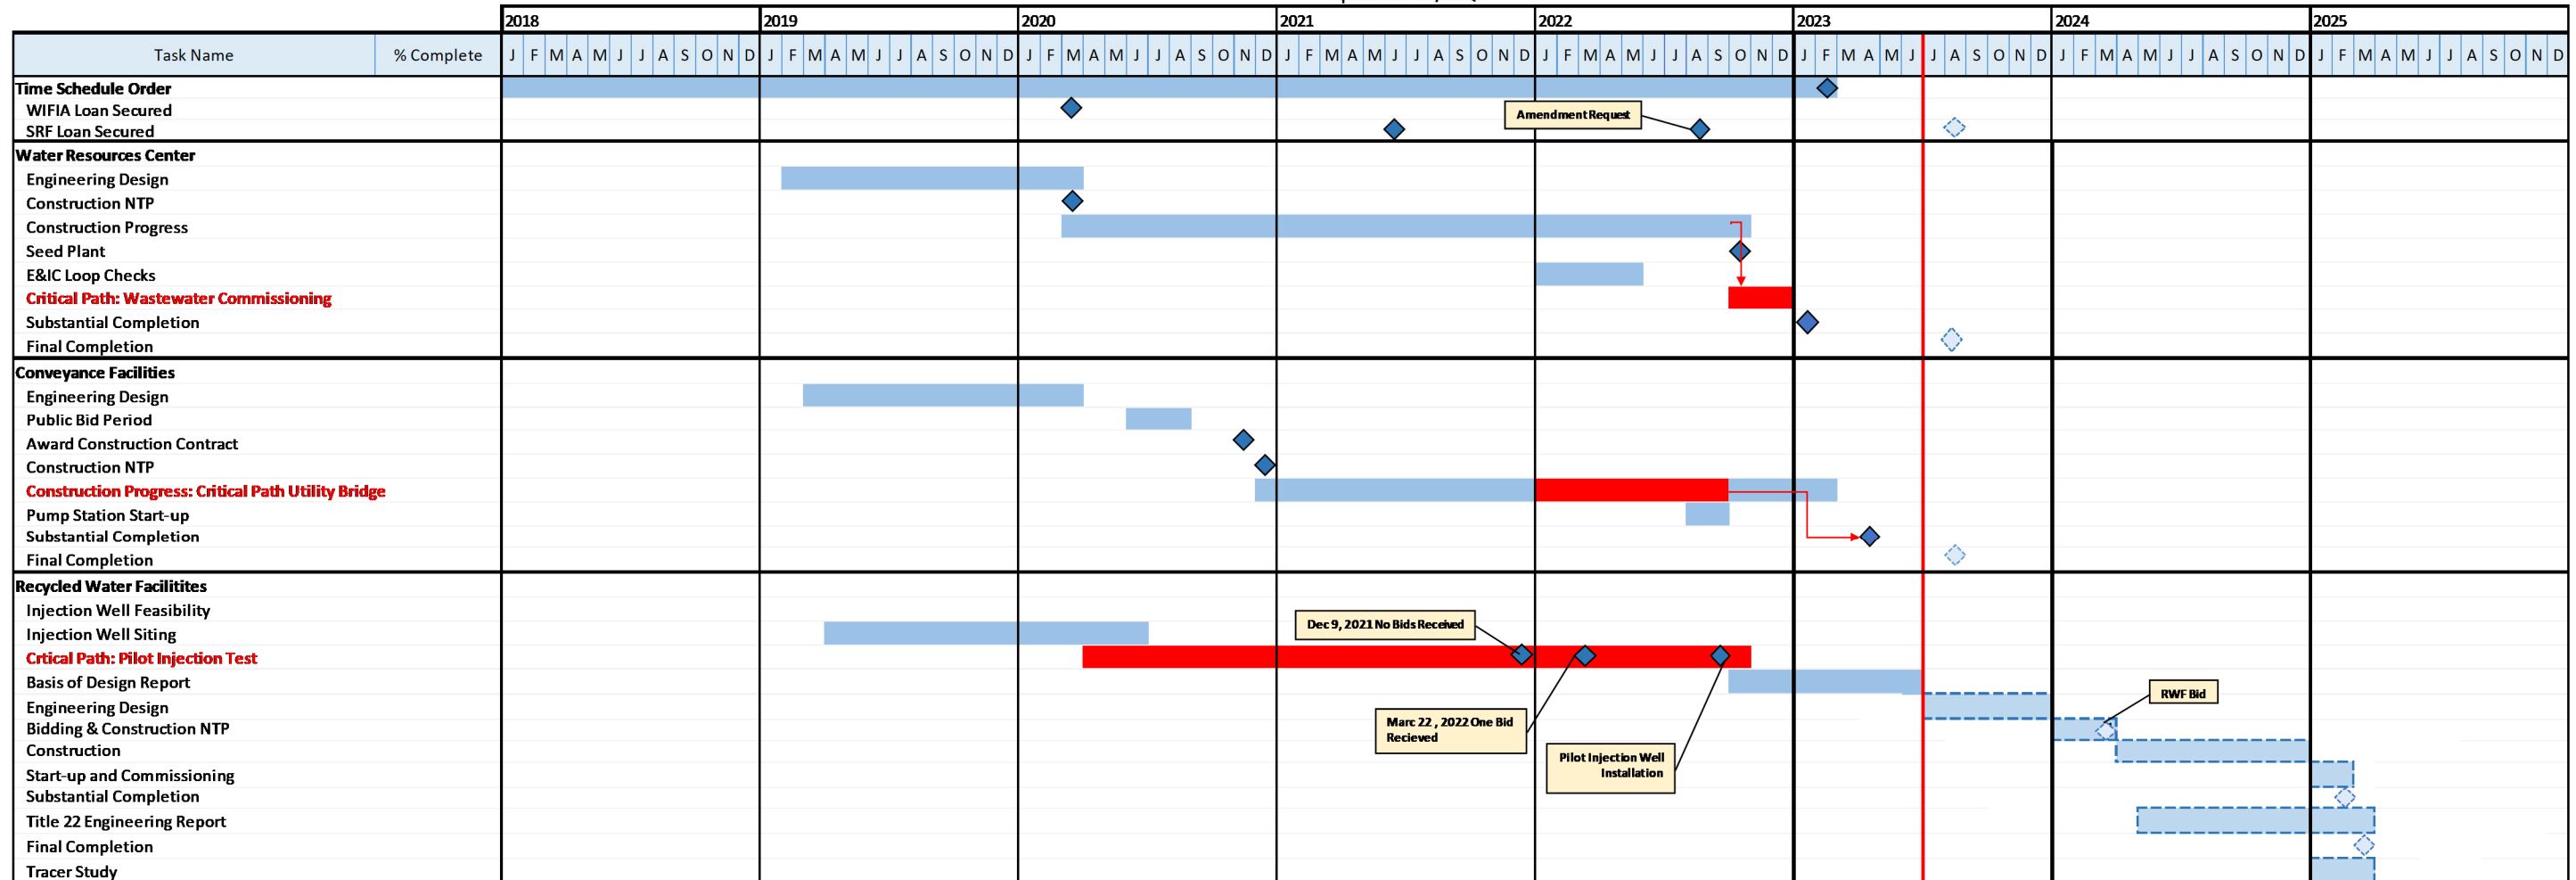 2018 2019 2020 2021 2022 2023 2024 2025
Task Name % Complete J F M A M J J A S O N D J F M A M J J A S O N D J F M A M J J A S O N D J F M A M J J A S O N D J F M A M J J A S O N D J F M A M J J A S O N D J F M A M J J A S O N D J F M A M J J A S O N D
Time Schedule Order
WIFIA Loan Secured
Amendment Request
SRF Loan Secured
Water Resources Center
Engineering Design
Construction NTP
Construction Progress
Seed Plant
E&IC Loop Checks
Critical Path: Wastewater Commissioning
Substantial Completion
Final Completion
Conveyance Facilities
Engineering Design
Public Bid Period
Award Construction Contract
Construction NTP
Construction Progress: Critical Path Utility Bridge
Pump Station Start-up
Substantial Completion
Final Completion
Recycled Water Facilitites
Injection Well Feasibility
Dec 9, 2021 No Bids Received
Injection Well Siting
Crtical Path: Pilot Injection Test
Basis of Design Report
RWF Bid
Engineering Design
Marc 22 , 2022 One Bid
Recieved
Bidding & Construction NTP
Construction
Pilot Injection Well
Installation
Start-up and Commissioning
Substantial Completion
Title 22 Engineering Report
Final Completion
Tracer Study